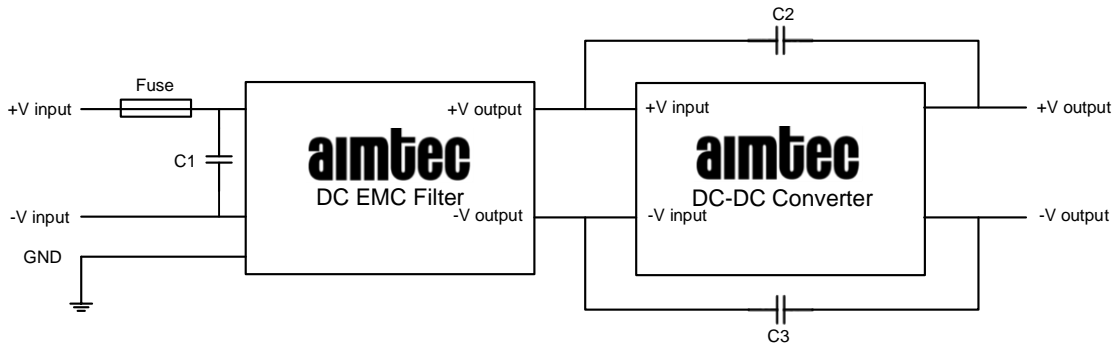 C2
Fuse
+V input
+V output
+V input
+V output
aimtec
aimtec
C1
DC EMC Filter
DC-DC Converter
-V input
-V output
-V input
-V output
GND
C3